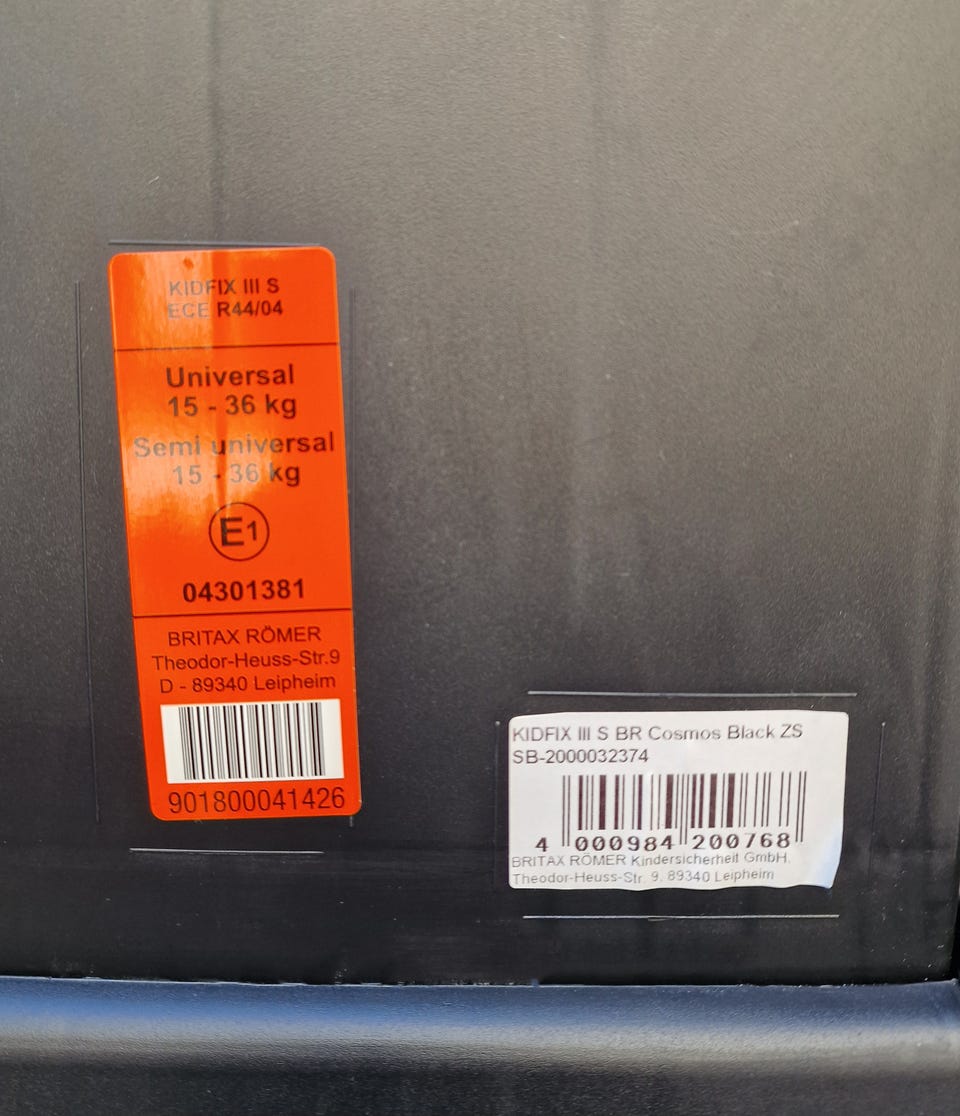 KIDFIX III S
ECE R44/04
Universal
15 - 36 kg
Semi universal
15 - 36 kg
E1
04301381
BRITAX RÖMER
Theodor-Heuss-Str.9
D - 89340 Leipheim
901800041426
KIDFIX III S BR Cosmos Black ZS
SB-2000032374
4 000984 200768
BRITAX RÖMER Kindersicherheit GmbH.
Theodor-Heuss-Str. 9. 89340 Leipheim